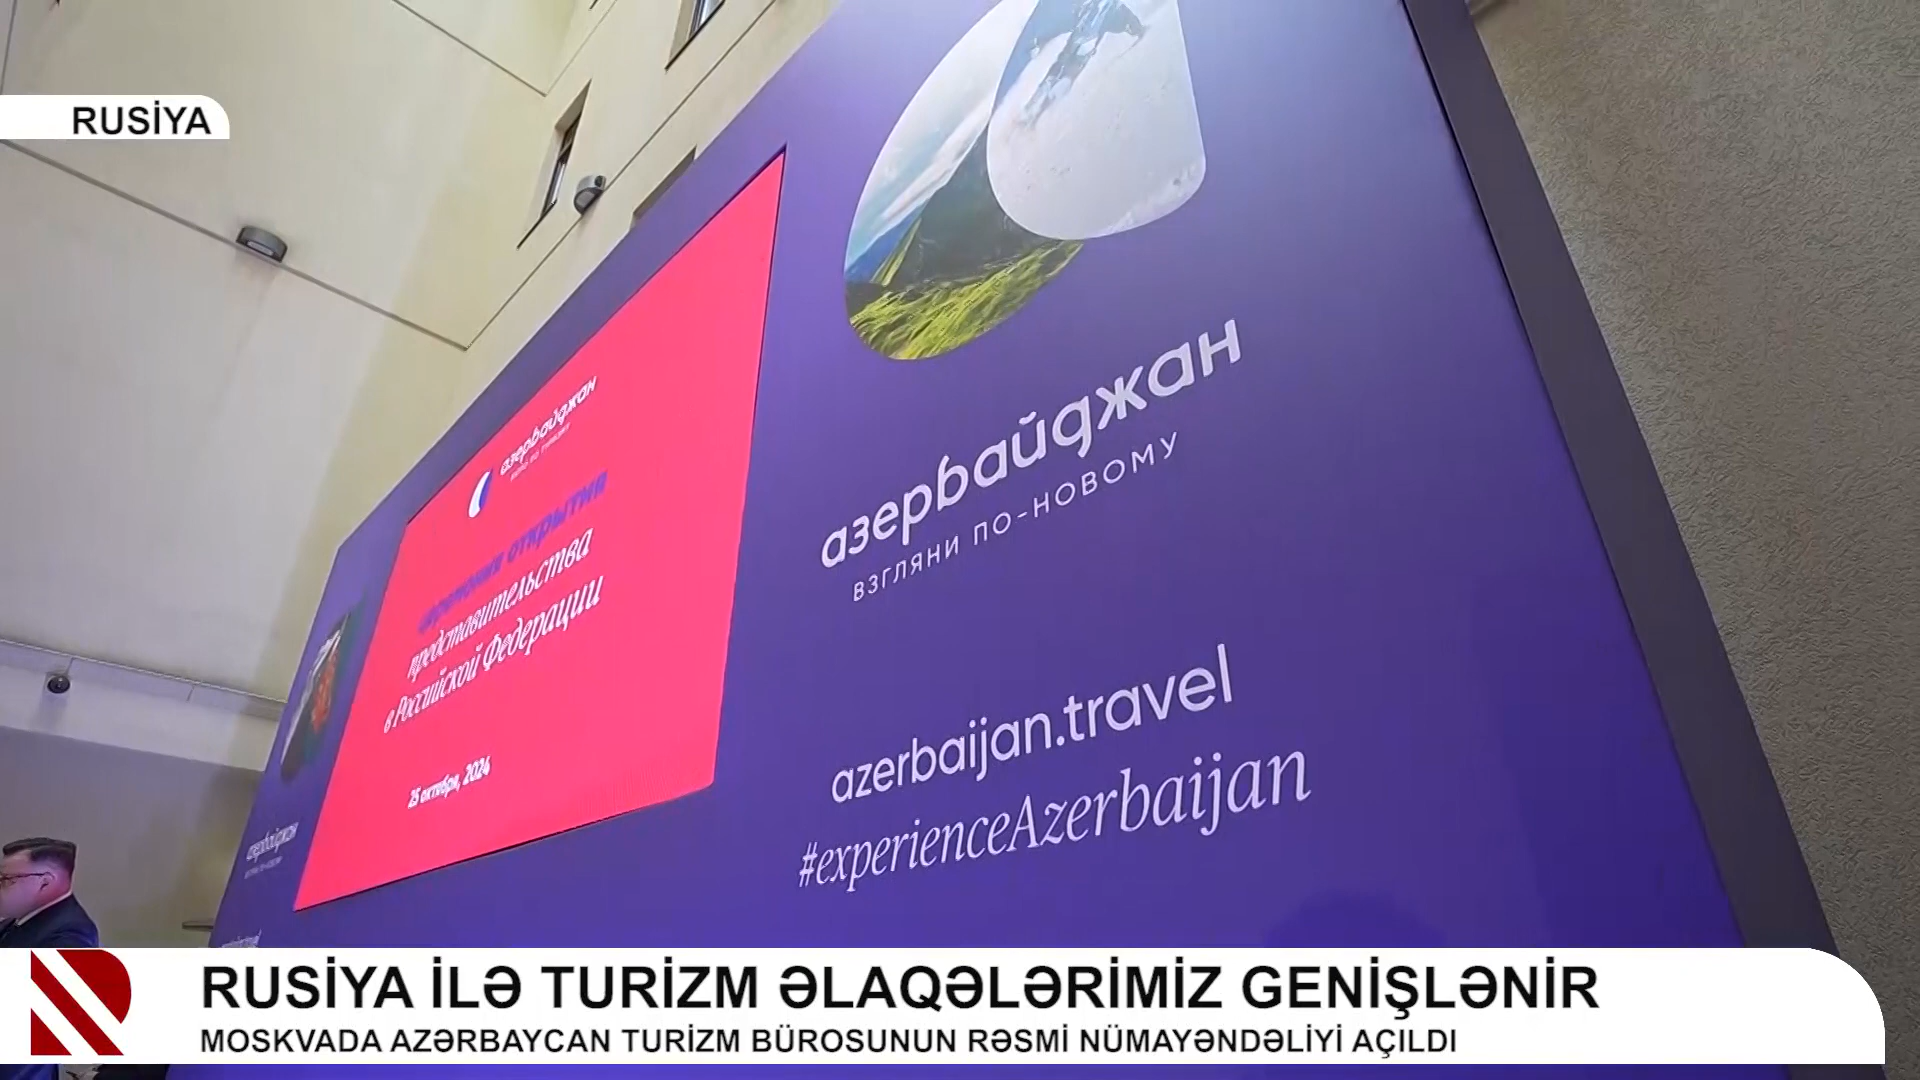 RUSİYA
азербайджан
церемония открытия
представительства
в Российской Федерации
25 октября, 2024
азербайджан
ВЗГЛЯНИ ПО-НОВОМУ
azerbaijan.travel
#experienceAzerbaijan
азербайджан
RUSİYA İLƏ TURİZM ƏLAQƏLƏRİMİZ GENİŞLƏNİR
MOSKVADA AZƏRBAYCAN TURİZM BÜROSUNUN RƏSMİ NÜMAYƏNDƏLİYİ AÇILDI